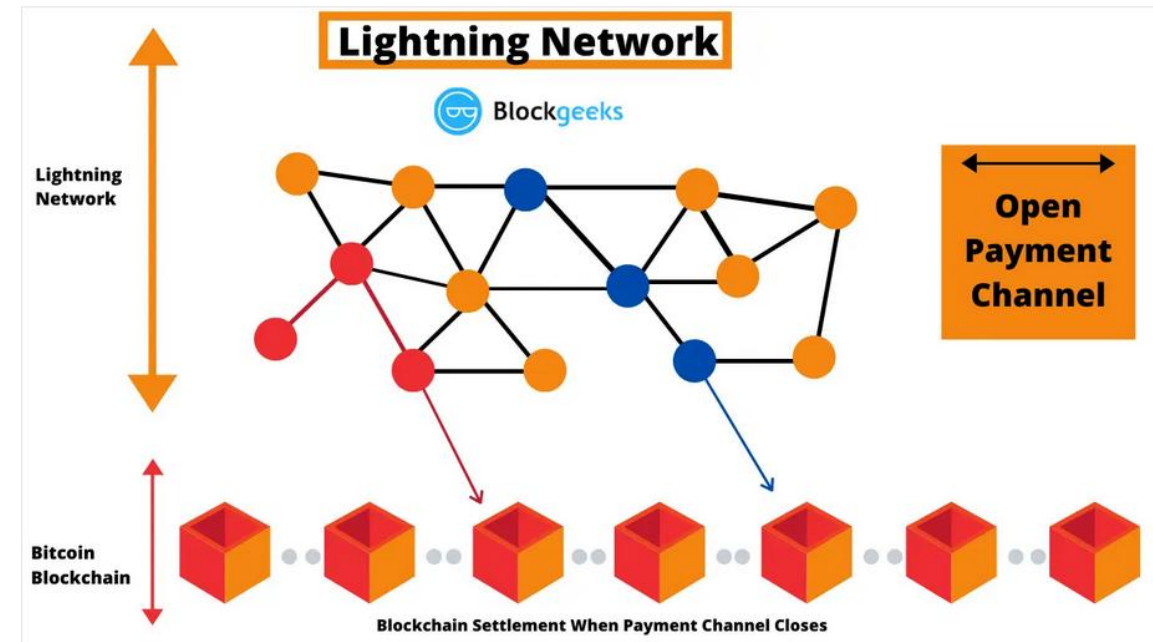 Lightning Network
Blockgeeks
Lightning
Network
Open
Payment
Channel
Bitcoin
Blockchain
Blockchain Settlement When Payment Channel Closes